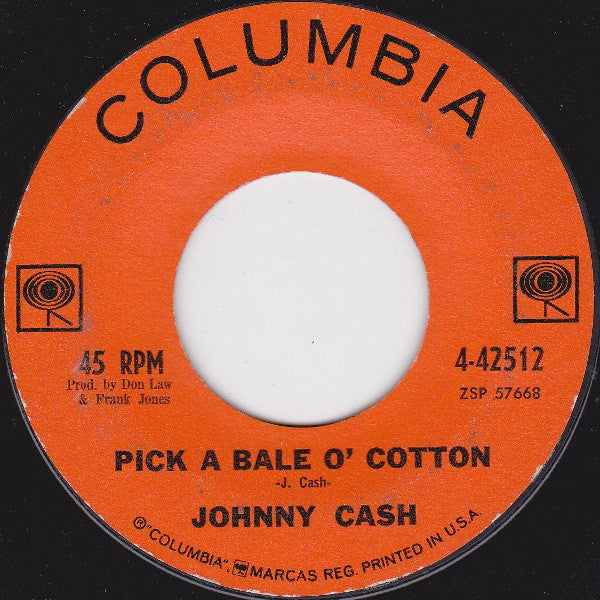 COLUMBIA
45 RPM
Prod. by Don Law
& Frank Jones
4-42512
ZSP 57668
PICK A BALE O' COTTON
-J. Cash-
JOHNNY CASH
®"COLUMBIA", MARCAS REG. PRINTED IN U.S.A.